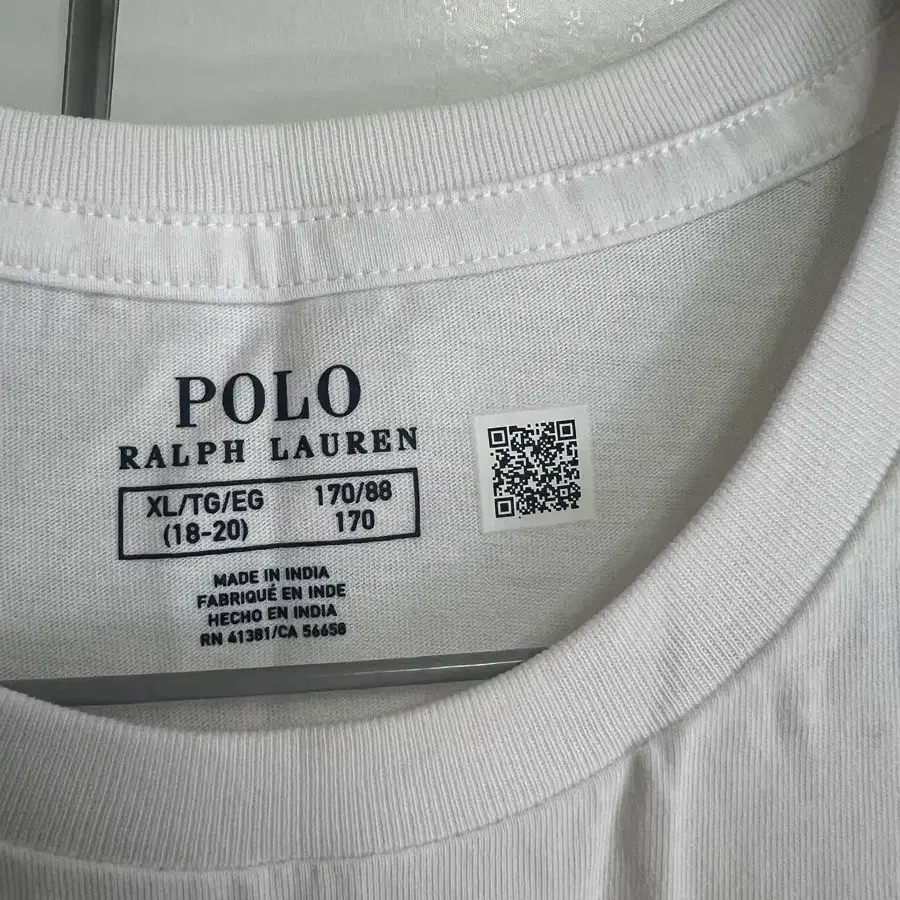 POLO
RALPH LAUREN
XL/TG/EG 170/88
(18-20) 170
MADE IN INDIA
FABRIQUÉ EN INDE
HECHO EN INDIA
RN 41381/CA 56658